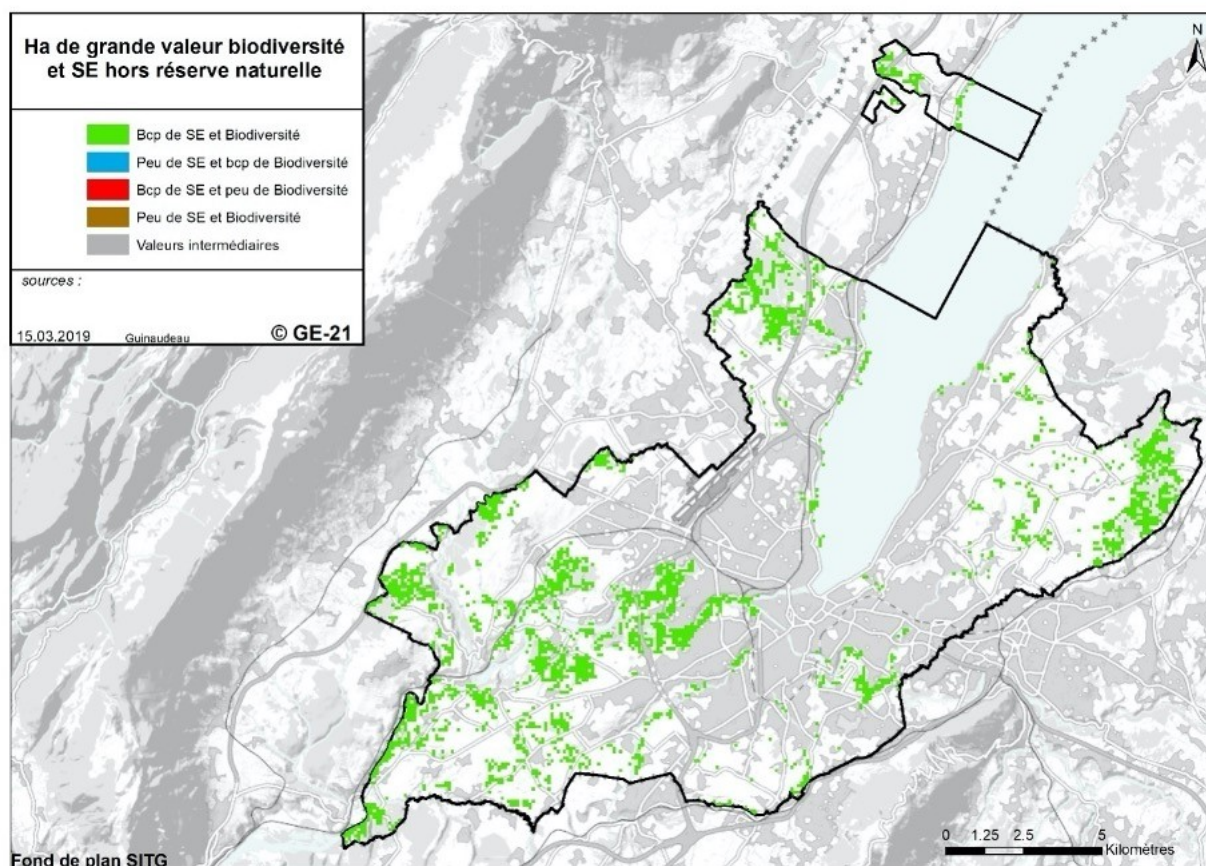 Ha de grande valeur biodiversité
et SE hors réserve naturelle
Bcp de SE et Biodiversité
Peu de SE et bcp de Biodiversité
Bcp de SE et peu de Biodiversité
Peu de SE et Biodiversité
Valeurs intermédiaires
sources :
15.03.2019 Guinaudeau © GE-21
N
0 1.25 2.5 5
Kilomètres
Fond de plan SITG